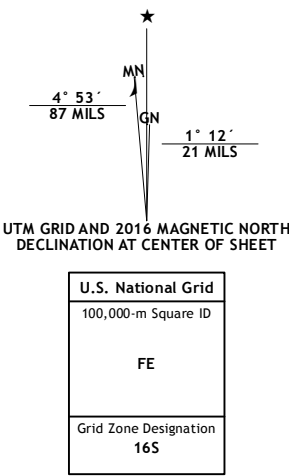 ★
MN
4° 53´
87 MILS
GN
1° 12´
21 MILS
UTM GRID AND 2016 MAGNETIC NORTH
DECLINATION AT CENTER OF SHEET
U.S. National Grid
100,000-m Square ID
FE
Grid Zone Designation
16S